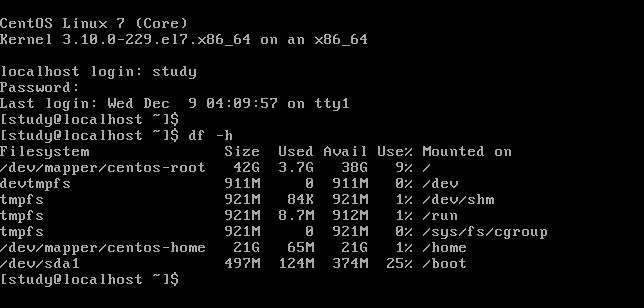 CentOS Linux 7 (Core)
Kernel 3.10.0-229.el7.x86_64 on an x86_64
localhost login: study
Password:
Last login: Wed Dec  9 04:09:57 on tty1
[study@localhost ~]$
[study@localhost ~]$ df -h
Filesystem               Size  Used Avail Use% Mounted on
/dev/mapper/centos-root   42G  3.7G   38G   9% /
devtmpfs                 911M     0  911M   0% /dev
tmpfs                    921M   84K  921M   1% /dev/shm
tmpfs                    921M  8.7M  912M   1% /run
tmpfs                    921M     0  921M   0% /sys/fs/cgroup
/dev/mapper/centos-home   21G   65M   21G   1% /home
/dev/sda1                497M  124M  374M  25% /boot
[study@localhost ~]$